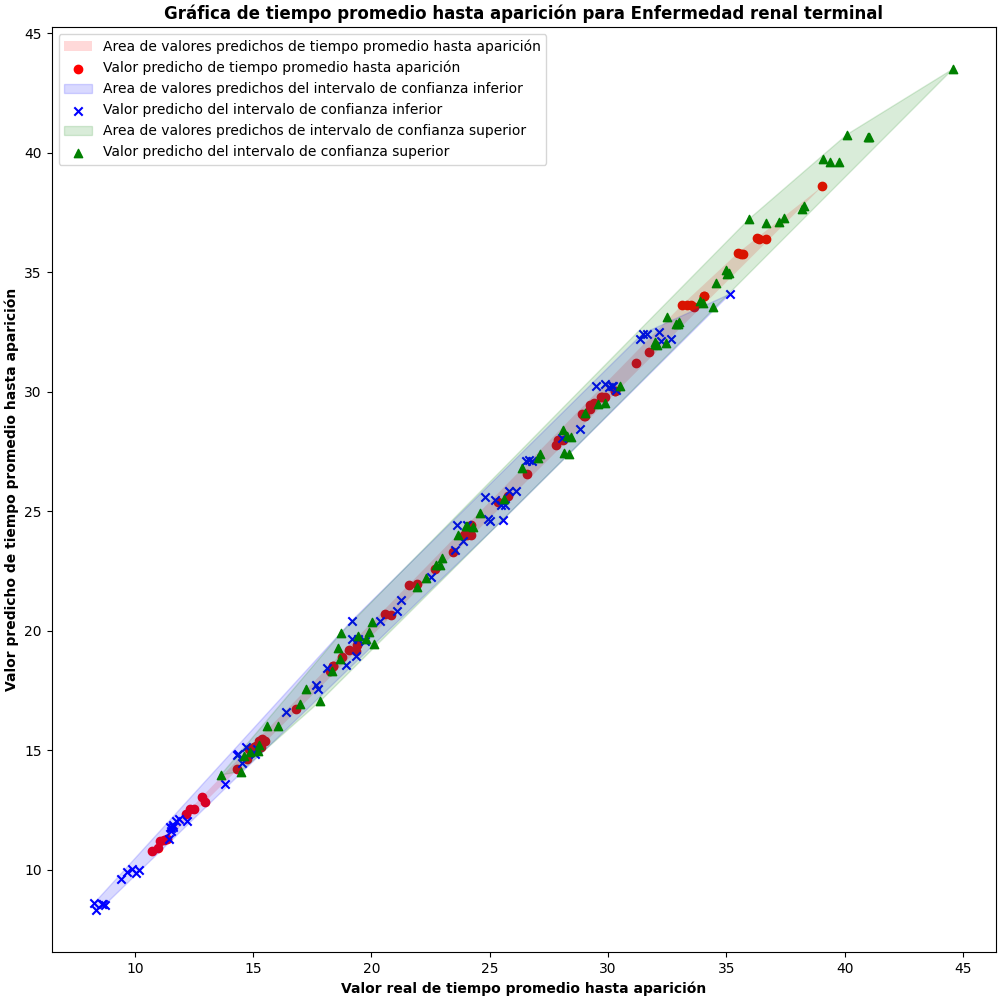 Gráfica de tiempo promedio hasta aparición para Enfermedad renal terminal
Area de valores predichos de tiempo promedio hasta aparición
Valor predicho de tiempo promedio hasta aparición
Area de valores predichos del intervalo de confianza inferior
Valor predicho del intervalo de confianza inferior
Area de valores predichos de intervalo de confianza superior
Valor predicho del intervalo de confianza superior
Valor predicho de tiempo promedio hasta aparición
45
40
35
30
25
20
15
10
10 15 20 25 30 35 40 45
Valor real de tiempo promedio hasta aparición